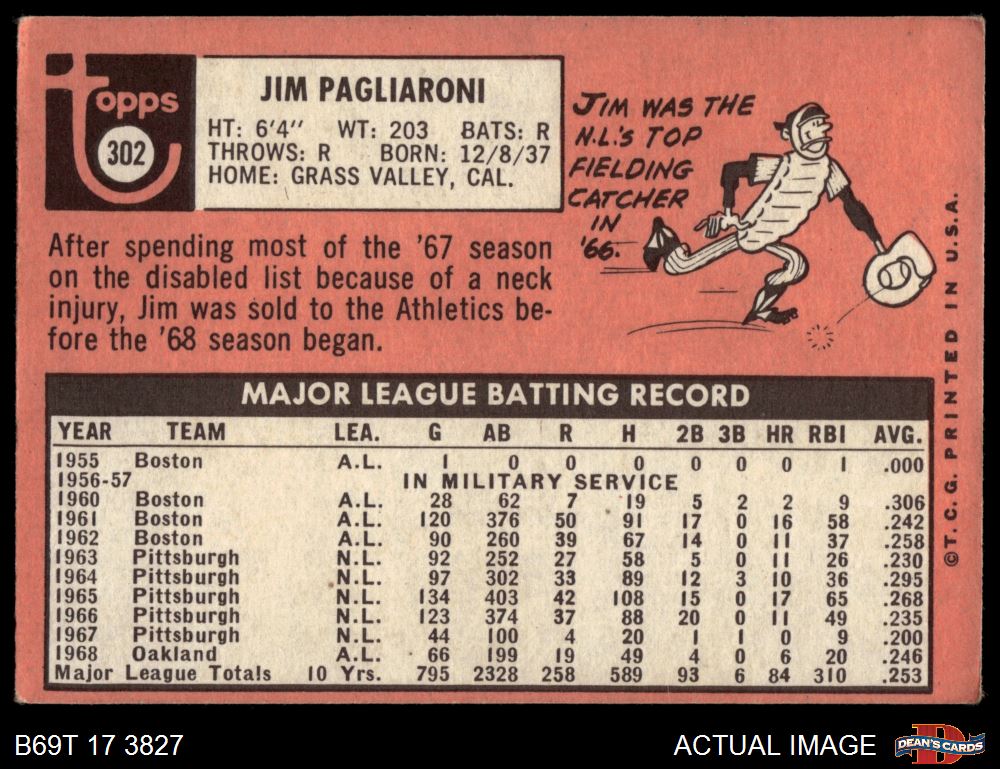 topps
302
JIM PAGLIARONI
HT: 6'4" WT: 203 BATS: R
THROWS: R BORN: 12/8/37
HOME: GRASS VALLEY, CAL.
JIM WAS THE
N.L.'S TOP
FIELDING
CATCHER
IN
'66.
After spending most of the '67 season
on the disabled list because of a neck
injury, Jim was sold to the Athletics be-
fore the '68 season began.
MAJOR LEAGUE BATTING RECORD
YEAR TEAM LEA. G AB R H 2B 3B HR RBI AVG.
1955 Boston A.L. 1 0 0 0 0 0 0 1 .000
1956-57 IN MILITARY SERVICE
1960 Boston A.L. 28 62 7 19 5 2 2 9 .306
1961 Boston A.L. 120 376 50 91 17 0 16 58 .242
1962 Boston A.L. 90 260 39 67 14 0 11 37 .258
1963 Pittsburgh N.L. 92 252 27 58 5 0 11 26 .230
1964 Pittsburgh N.L. 97 302 33 89 12 3 10 36 .295
1965 Pittsburgh N.L. 134 403 42 108 15 0 17 65 .268
1966 Pittsburgh N.L. 123 374 37 88 20 0 11 49 .235
1967 Pittsburgh N.L. 44 100 4 20 1 1 0 9 .200
1968 Oakland A.L. 66 199 19 49 4 0 6 20 .246
Major League Totals 10 Yrs. 795 2328 258 589 93 6 84 310 .253
©T.C.G. PRINTED IN U.S.A.
B69T 17 3827
ACTUAL IMAGE
D
DEAN'S CARDS